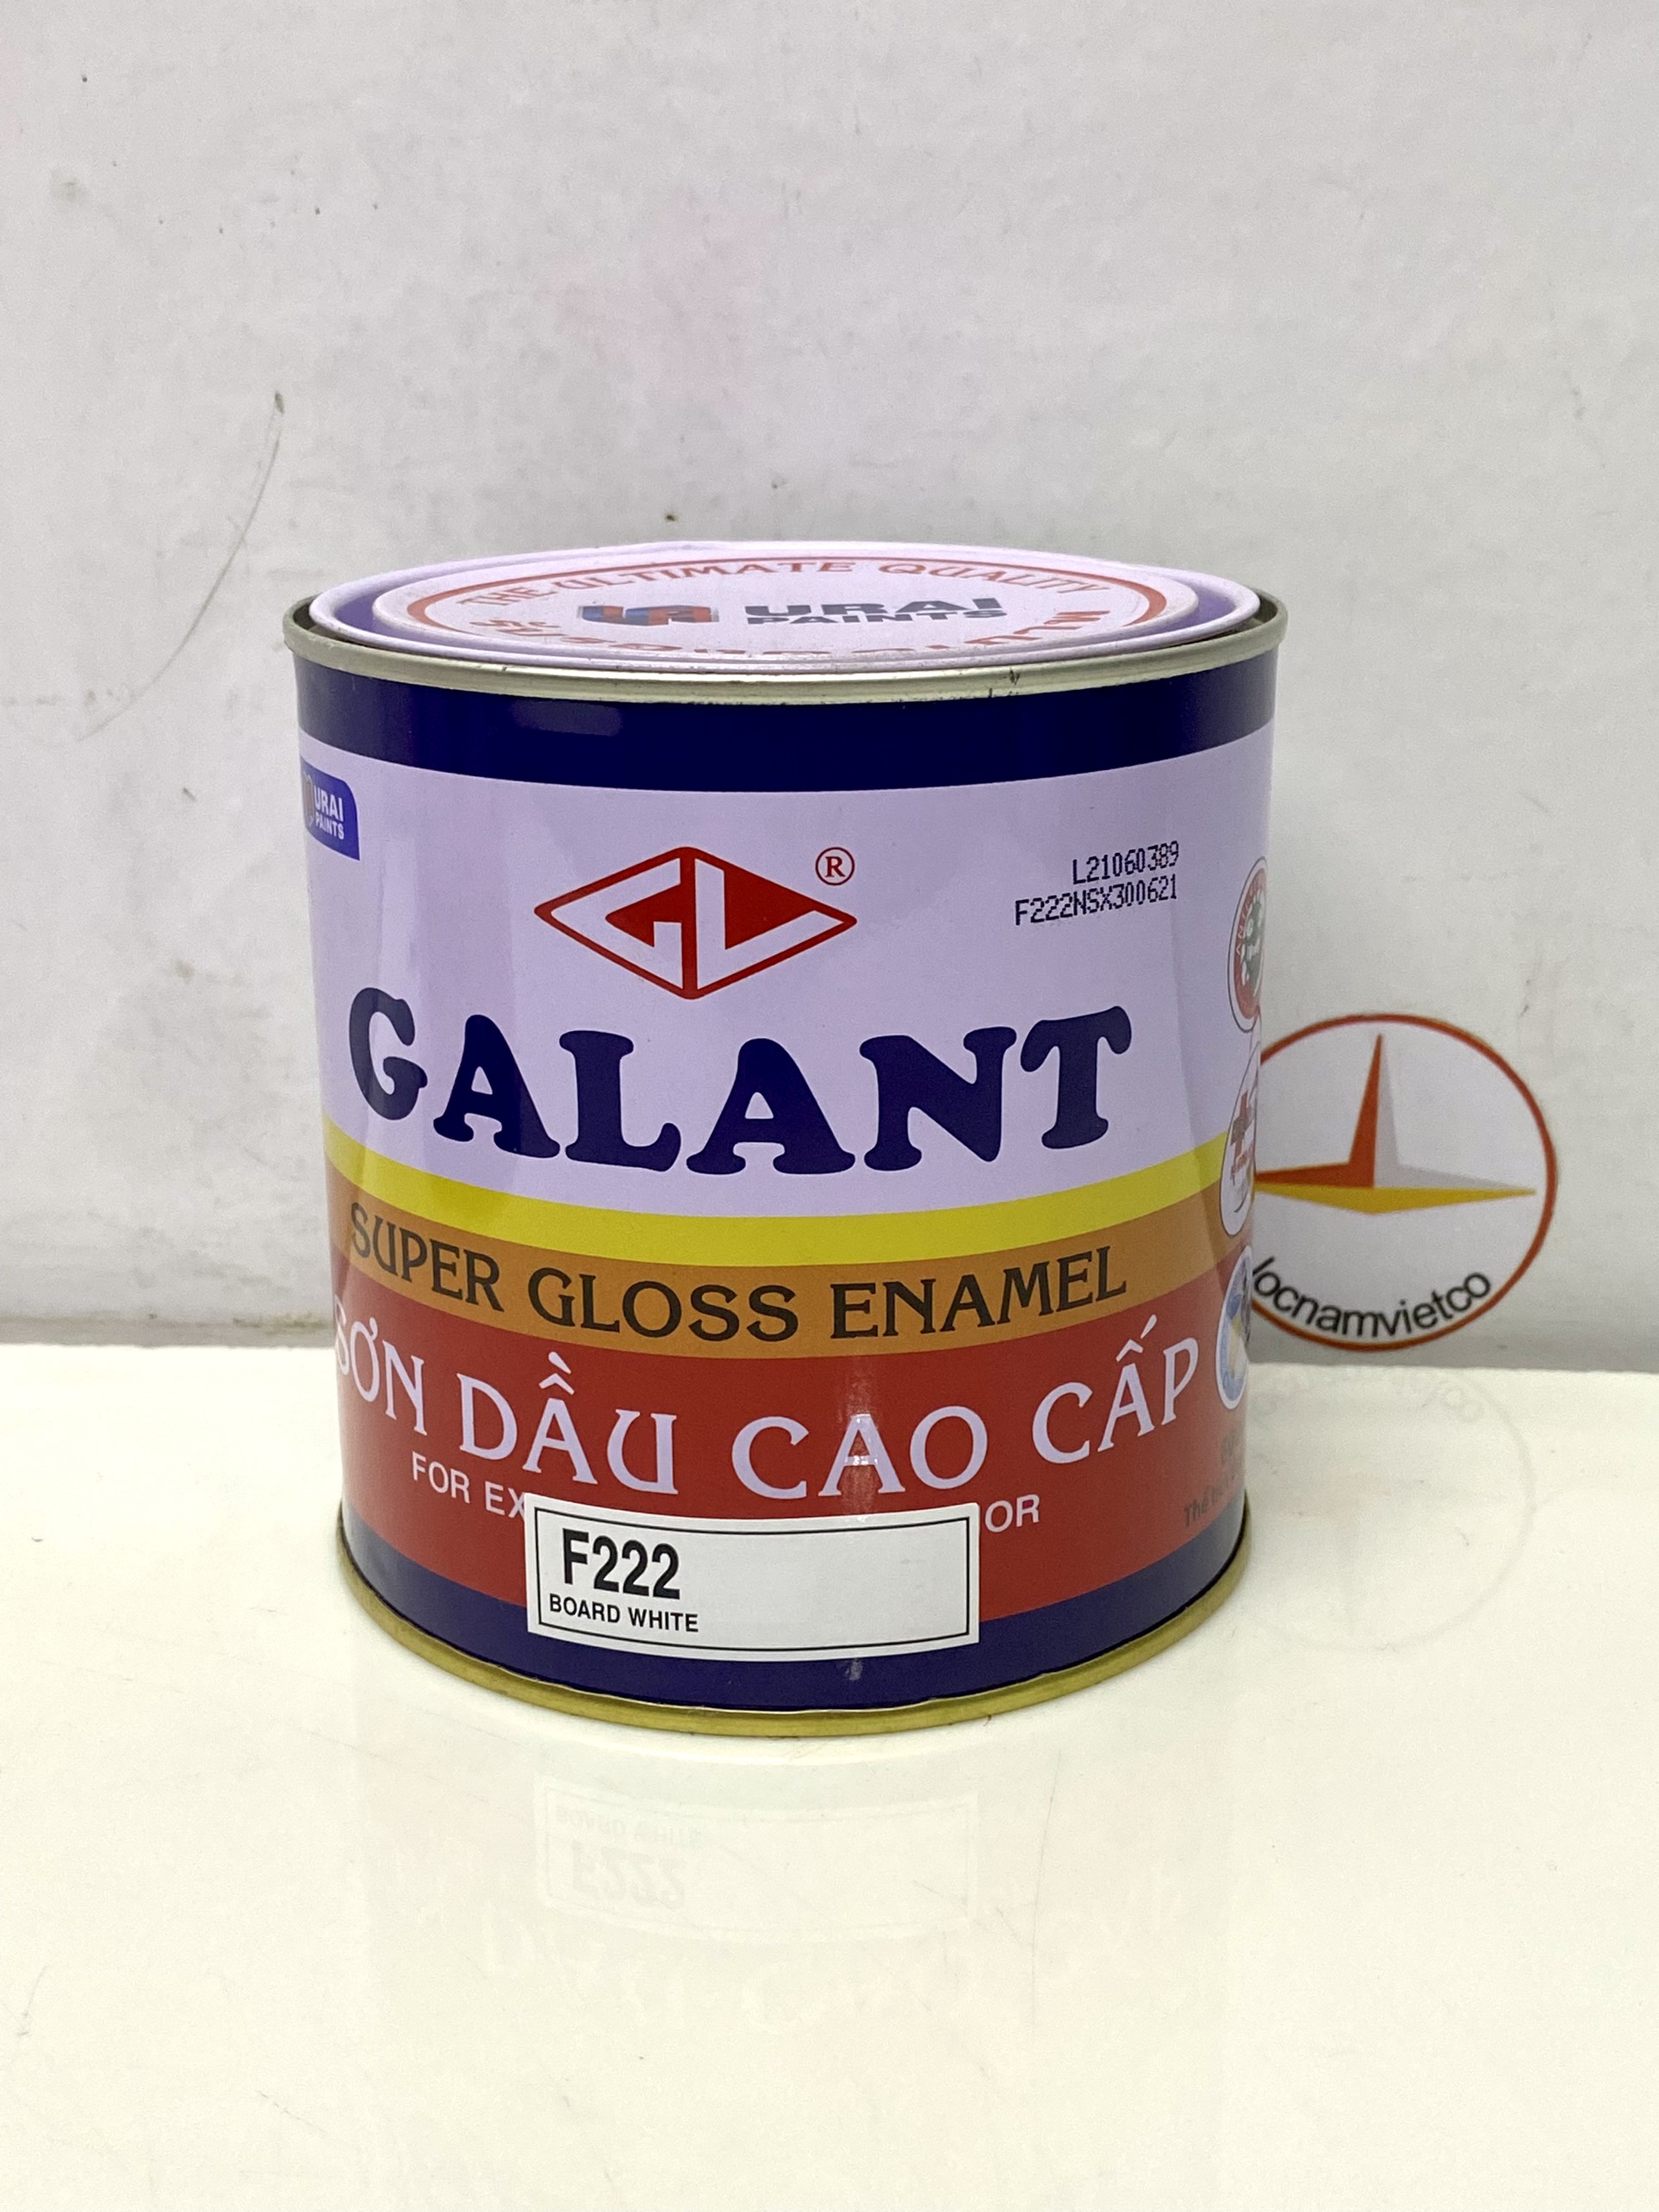 THE ULTIMATE QUALITY
URAI
PAINTS
URAI
PAINTS
GL ®
L21060389
F222NSX300621
GALANT
SUPER GLOSS ENAMEL
SƠN DẦU CAO CẤP
FOR EX
OR
F222
BOARD WHITE
locnamvietco